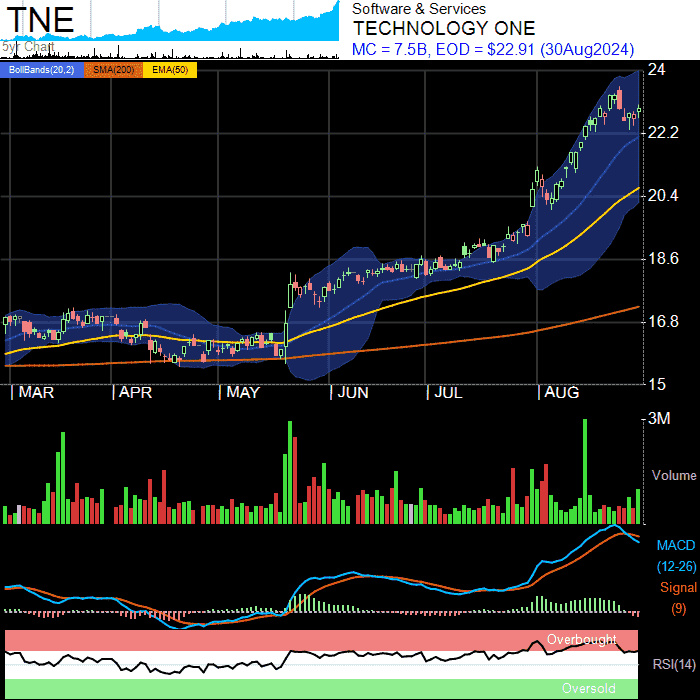 TNE
5yr Chart
Software & Services
TECHNOLOGY ONE
MC = 7.5B, EOD = $22.91 (30Aug2024)
BollBands(20,2) SMA(200) EMA(50)
24
22.2
20.4
18.6
16.8
15
MAR APR MAY JUN JUL AUG
3M
Volume
MACD
(12-26)
Signal
(9)
Overbought
RSI(14)
Oversold